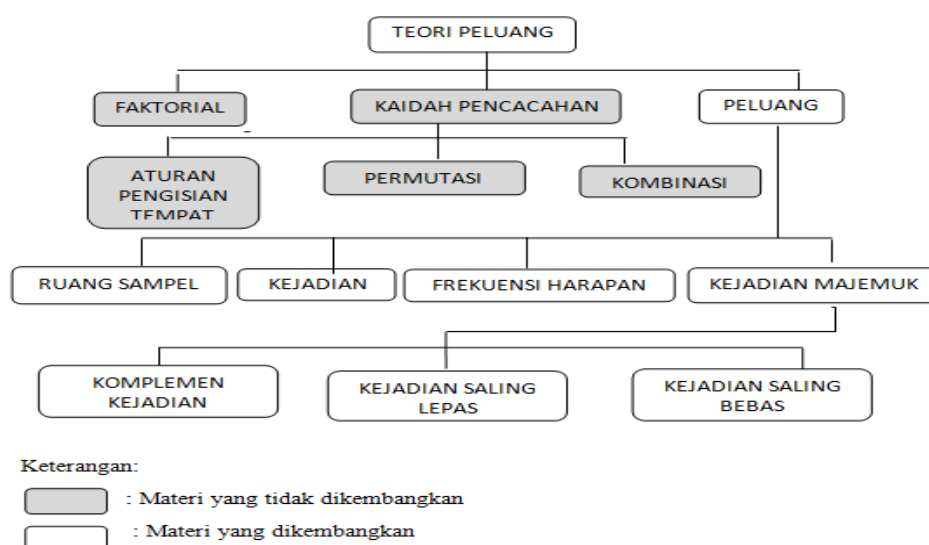 TEORI PELUANG
FAKTORIAL
KAIDAH PENCACAHAN
PELUANG
ATURAN
PENGISIAN
TEMPAT
PERMUTASI
KOMBINASI
RUANG SAMPEL
KEJADIAN
FREKUENSI HARAPAN
KEJADIAN MAJEMUK
KOMPLEMEN
KEJADIAN
KEJADIAN SALING
LEPAS
KEJADIAN SALING
BEBAS
Keterangan:
: Materi yang tidak dikembangkan
: Materi yang dikembangkan